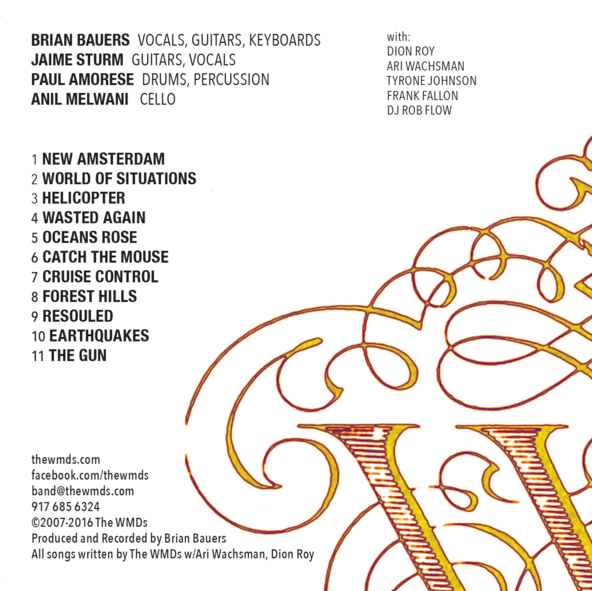 BRIAN BAUERS VOCALS, GUITARS, KEYBOARDS
JAIME STURM GUITARS, VOCALS
PAUL AMORESE DRUMS, PERCUSSION
ANIL MELWANI CELLO
with:
DION ROY
ARI WACHSMAN
TYRONE JOHNSON
FRANK FALLON
DJ ROB FLOW
1 NEW AMSTERDAM
2 WORLD OF SITUATIONS
3 HELICOPTER
4 WASTED AGAIN
5 OCEANS ROSE
6 CATCH THE MOUSE
7 CRUISE CONTROL
8 FOREST HILLS
9 RESOULED
10 EARTHQUAKES
11 THE GUN
thewmds.com
facebook.com/thewmds
band@thewmds.com
917 685 6324
©2007-2016 The WMDs
Produced and Recorded by Brian Bauers
All songs written by The WMDs w/Ari Wachsman, Dion Roy
W